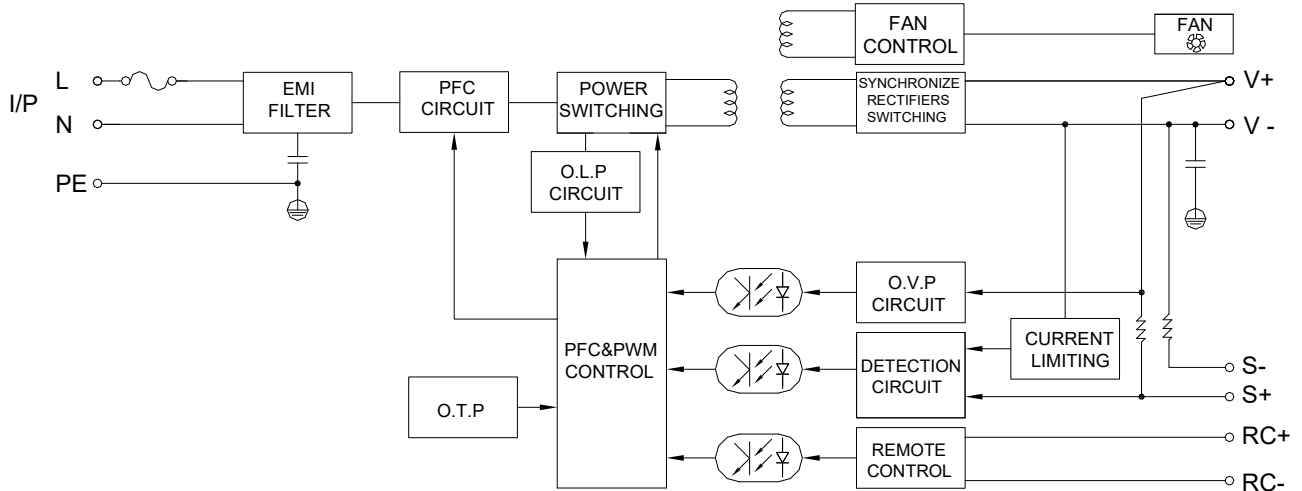 FAN
CONTROL
FAN
I/P
L
N
PE
EMI
FILTER
PFC
CIRCUIT
POWER
SWITCHING
SYNCHRONIZE
RECTIFIERS
SWITCHING
V+
V -
O.L.P
CIRCUIT
O.V.P
CIRCUIT
PFC&PWM
CONTROL
DETECTION
CIRCUIT
CURRENT
LIMITING
S-
S+
O.T.P
REMOTE
CONTROL
RC+
RC-